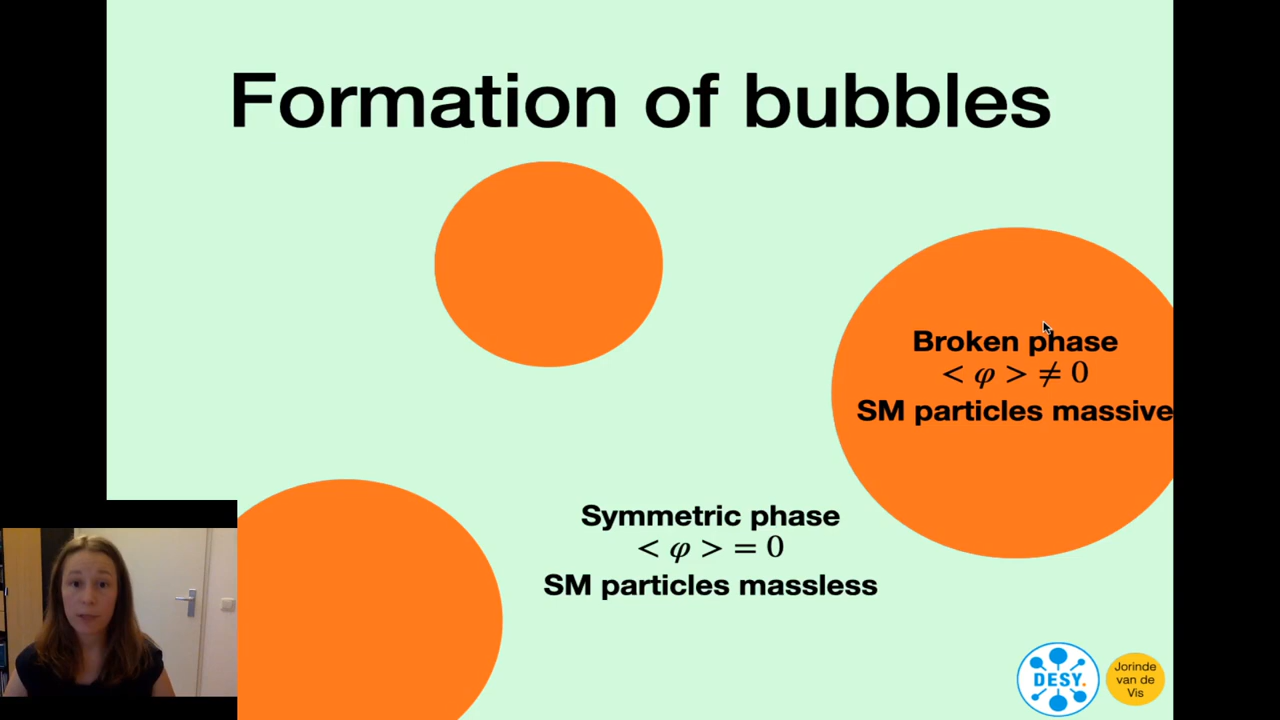 Formation of bubbles
Broken phase
< φ > ≠ 0
SM particles massive
Symmetric phase
< φ > = 0
SM particles massless
DESY.
Jorinde
van de
Vis